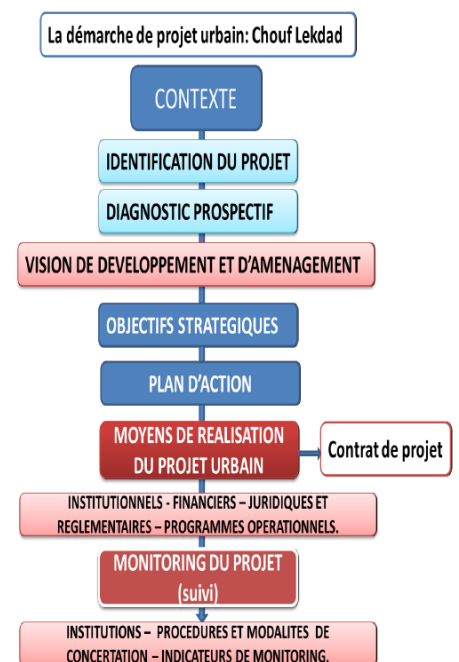 La démarche de projet urbain: Chouf Lekdad
CONTEXTE
IDENTIFICATION DU PROJET
DIAGNOSTIC PROSPECTIF
VISION DE DEVELOPPEMENT ET D'AMENAGEMENT
OBJECTIFS STRATEGIQUES
PLAN D'ACTION
MOYENS DE REALISATION
DU PROJET URBAIN
Contrat de projet
INSTITUTIONNELS - FINANCIERS – JURIDIQUES ET
REGLEMENTAIRES – PROGRAMMES OPERATIONNELS.
MONITORING DU PROJET
(suivi)
INSTITUTIONS – PROCEDURES ET MODALITES DE
CONCERTATION – INDICATEURS DE MONITORING.